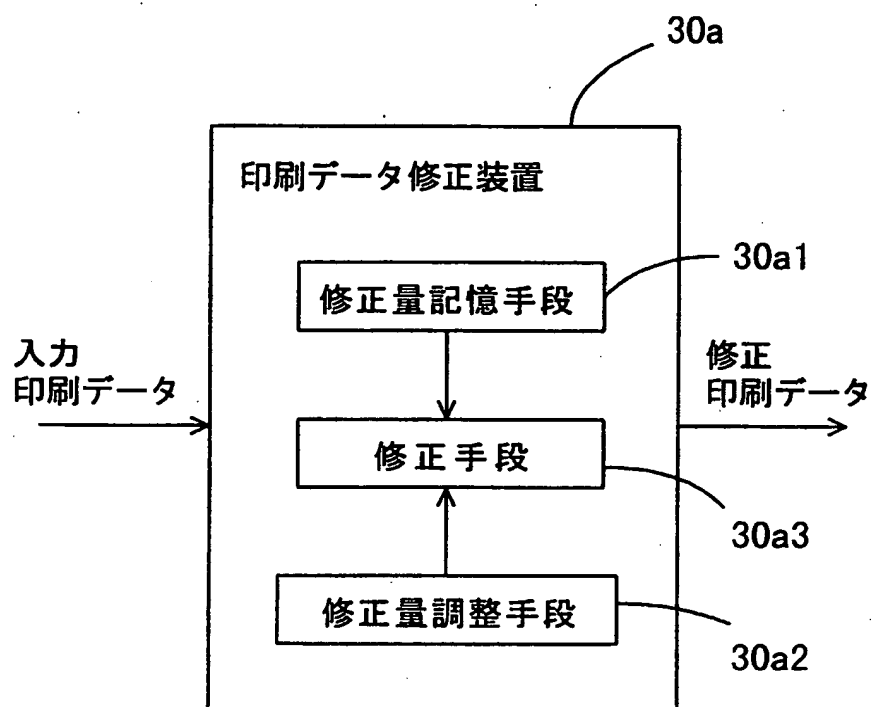 30a
印刷データ修正装置
30a1
修正量記憶手段
入力
印刷データ
修正
印刷データ
修正手段
30a3
修正量調整手段
30a2